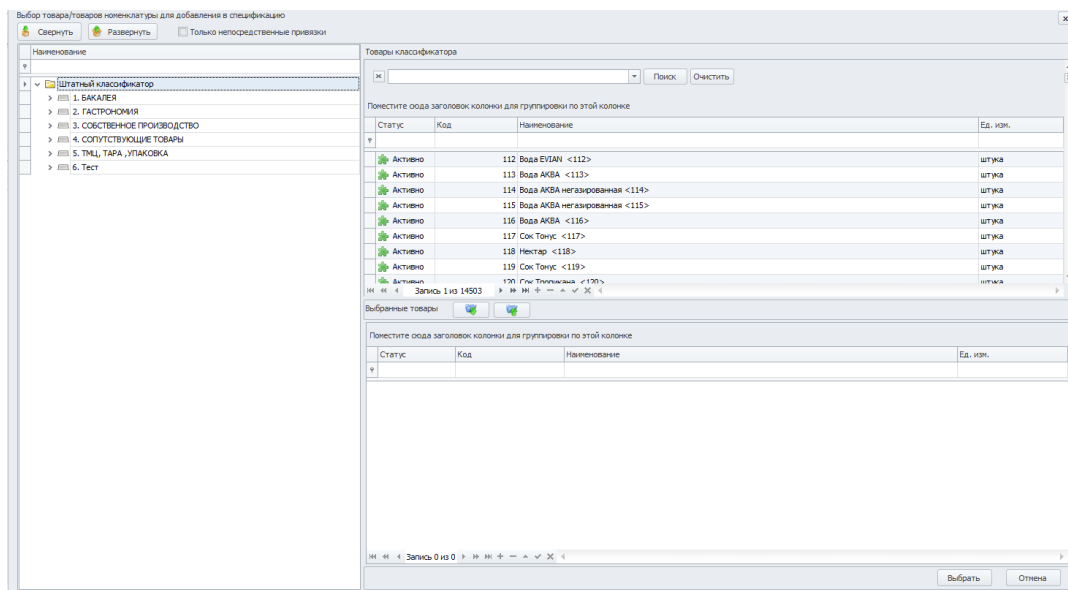 Выбор товара/товаров номенклатуры для добавления в спецификацию
Свернуть Развернуть Только непосредственные привязки
Наименование
Штатный классификатор
1. БАКАЛЕЯ
2. ГАСТРОНОМИЯ
3. СОБСТВЕННОЕ ПРОИЗВОДСТВО
4. СОПУТСТВУЮЩИЕ ТОВАРЫ
5. ТМЦ, ТАРА ,УПАКОВКА
6. Тест
Товары классификатора
Поиск Очистить
Поместите сюда заголовок колонки для группировки по этой колонке
Статус Код Наименование Ед. изм.
Активно 112 Вода EVIAN <112> штука
Активно 113 Вода АКВА <113> штука
Активно 114 Вода АКВА негазированная <114> штука
Активно 115 Вода АКВА негазированная <115> штука
Активно 116 Вода АКВА <116> штука
Активно 117 Сок Тонус <117> штука
Активно 118 Нектар <118> штука
Активно 119 Сок Тонус <119> штука
Активно 120 Сок Тропикана <120> штука
Запись 1 из 14503
Выбранные товары
Поместите сюда заголовок колонки для группировки по этой колонке
Статус Код Наименование Ед. изм.
Запись 0 из 0
Выбрать Отмена